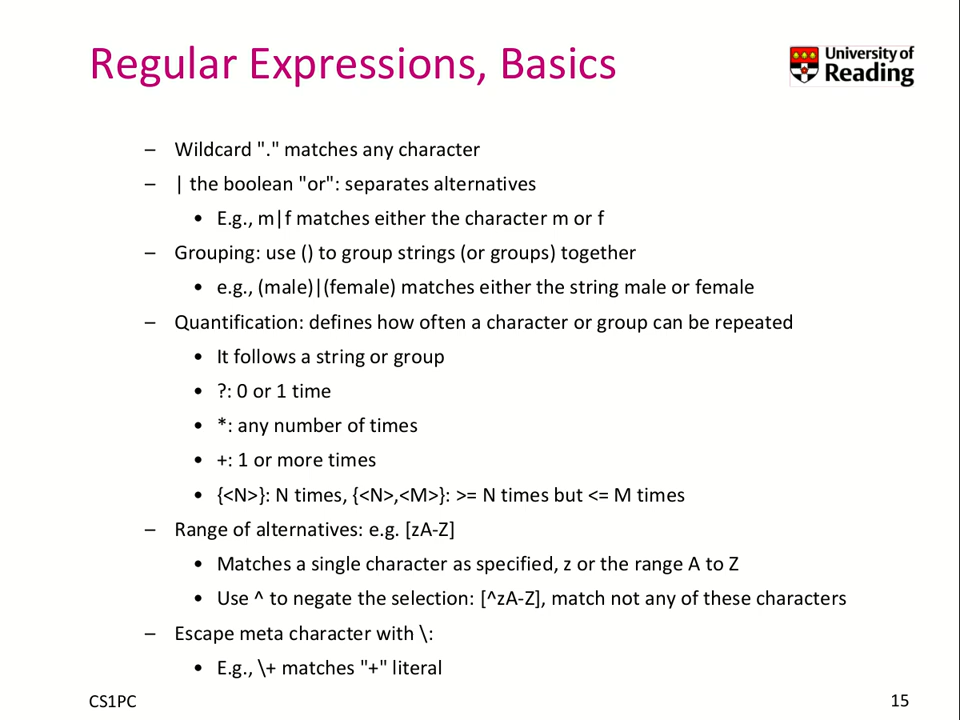 Regular Expressions, Basics
University of
Reading
– Wildcard "." matches any character
– | the boolean "or": separates alternatives
• E.g., m|f matches either the character m or f
– Grouping: use () to group strings (or groups) together
• e.g., (male)|(female) matches either the string male or female
– Quantification: defines how often a character or group can be repeated
• It follows a string or group
• ?: 0 or 1 time
• *: any number of times
• +: 1 or more times
• {<N>}: N times, {<N>,<M>}: >= N times but <= M times
– Range of alternatives: e.g. [zA-Z]
• Matches a single character as specified, z or the range A to Z
• Use ^ to negate the selection: [^zA-Z], match not any of these characters
– Escape meta character with \:
• E.g., \+ matches "+" literal
CS1PC
15